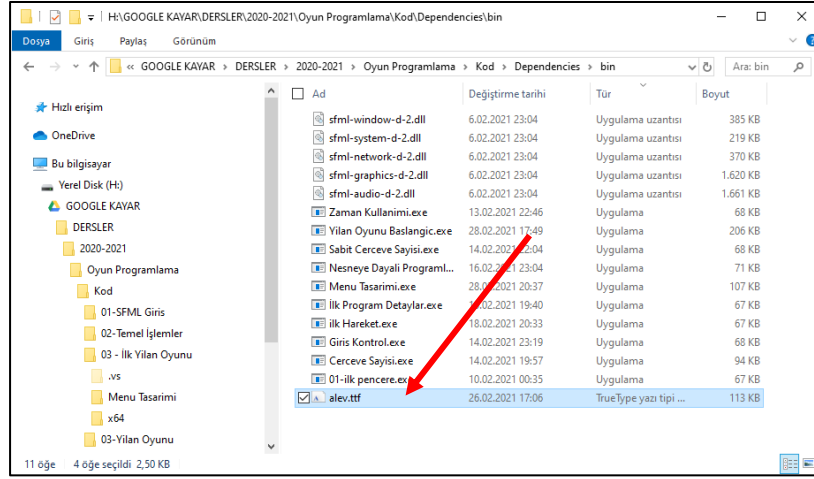 H:\GOOGLE KAYAR\DERSLER\2020-2021\Oyun Programlama\Kod\Dependencies\bin
Dosya Giriş Paylaş Görünüm
« GOOGLE KAYAR > DERSLER > 2020-2021 > Oyun Programlama > Kod > Dependencies > bin Ara: bin
Hızlı erişim
OneDrive
Bu bilgisayar
Yerel Disk (H:)
GOOGLE KAYAR
DERSLER
2020-2021
Oyun Programlama
Kod
01-SFML Giris
02-Temel İşlemler
03 - İlk Yilan Oyunu
.vs
Menu Tasarimi
x64
03-Yilan Oyunu
Ad Değiştirme tarihi Tür Boyut
sfml-window-d-2.dll 6.02.2021 23:04 Uygulama uzantısı 385 KB
sfml-system-d-2.dll 6.02.2021 23:04 Uygulama uzantısı 219 KB
sfml-network-d-2.dll 6.02.2021 23:04 Uygulama uzantısı 370 KB
sfml-graphics-d-2.dll 6.02.2021 23:04 Uygulama uzantısı 1.620 KB
sfml-audio-d-2.dll 6.02.2021 23:04 Uygulama uzantısı 1.661 KB
Zaman Kullanimi.exe 13.02.2021 22:46 Uygulama 68 KB
Yilan Oyunu Baslangic.exe 28.02.2021 17:49 Uygulama 206 KB
Sabit Cerceve Sayisi.exe 14.02.2021 22:04 Uygulama 68 KB
Nesneye Dayali Programl... 16.02.2021 23:04 Uygulama 71 KB
Menu Tasarimi.exe 28.02.2021 20:37 Uygulama 107 KB
İlk Program Detaylar.exe 19:40 Uygulama 67 KB
ilk Hareket.exe 18.02.2021 20:33 Uygulama 67 KB
Giris Kontrol.exe 14.02.2021 23:19 Uygulama 68 KB
Cerceve Sayisi.exe 14.02.2021 19:57 Uygulama 94 KB
01-ilk pencere.exe 10.02.2021 00:35 Uygulama 67 KB
alev.ttf 26.02.2021 17:06 TrueType yazı tipi ... 113 KB
11 öğe 4 öğe seçildi 2,50 KB